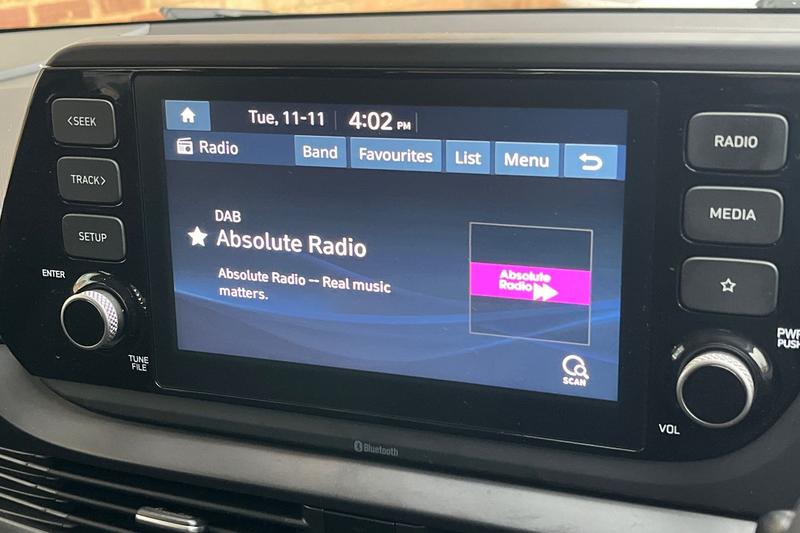 <SEEK
TRACK>
SETUP
ENTER
TUNE
FILE
Tue, 11-11
4:02 PM
Radio
Band
Favourites
List
Menu
DAB
Absolute Radio
Absolute Radio -- Real music
matters.
Absolute
Radio
SCAN
RADIO
MEDIA
PWR
PUSH
VOL
Bluetooth